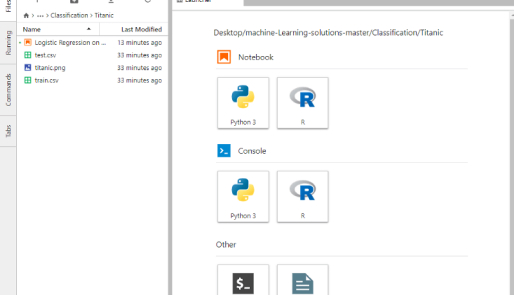 Files
Running
Commands
Tabs
> ... > Classification > Titanic
Name Last Modified
Logistic Regression on ... 13 minutes ago
test.csv 33 minutes ago
titanic.png 33 minutes ago
train.csv 33 minutes ago
Launcher
Desktop/machine-Learning-solutions-master/Classification/Titanic
Notebook
Python 3 R
Console
Python 3 R
Other
$_